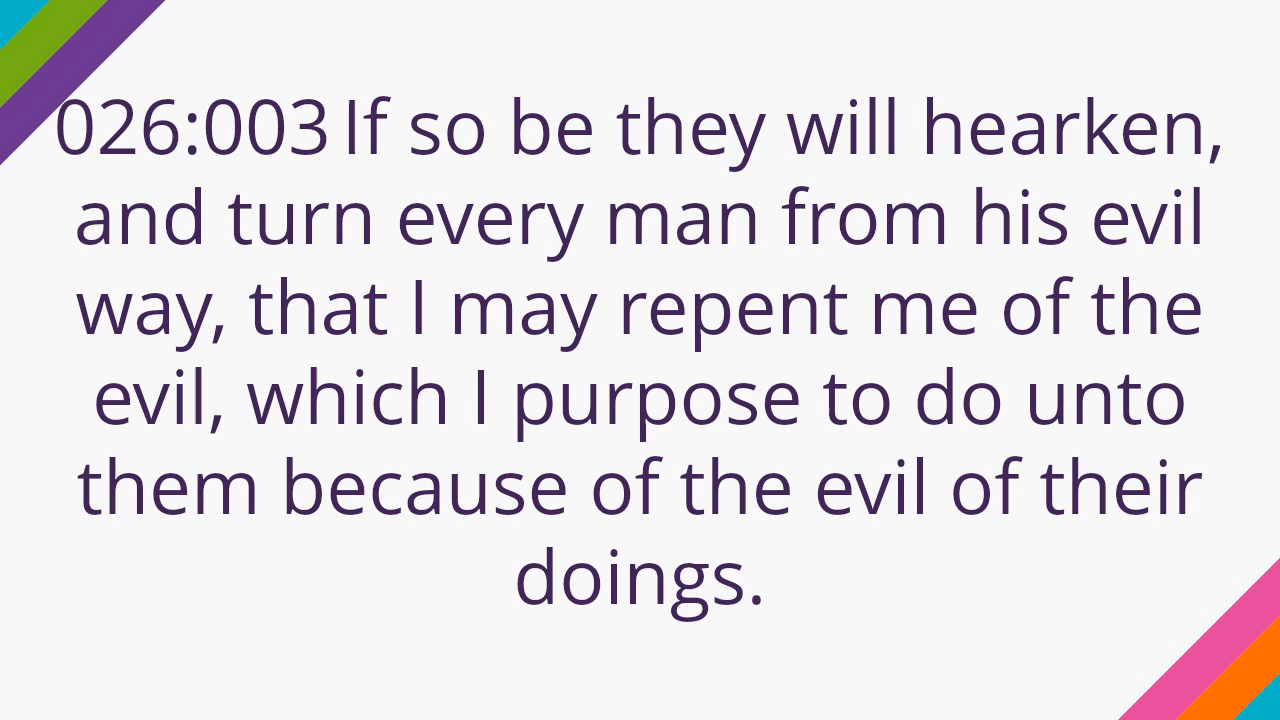 026:003 If so be they will hearken,
and turn every man from his evil
way, that I may repent me of the
evil, which I purpose to do unto
them because of the evil of their
doings.